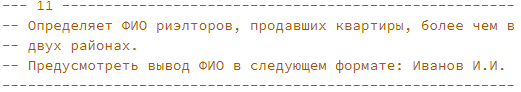 --- 11 --------------------------------------------------------
-- Определяет ФИО риэлторов, продавших квартиры, более чем в
-- двух районах.
-- Предусмотреть вывод ФИО в следующем формате: Иванов И.И.
---------------------------------------------------------------